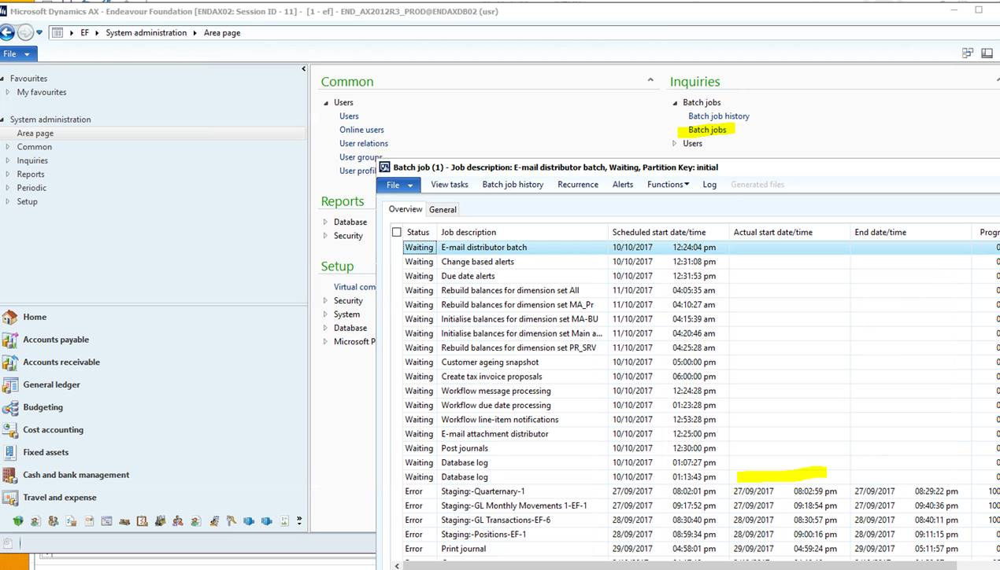 Microsoft Dynamics AX - Endeavour Foundation [ENDAX02: Session ID - 11] - [1 - ef] - END_AX2012R3_PROD@ENDAXDB02 (usr)
EF System administration Area page
File
Favourites
My favourites
System administration
Area page
Common
Inquiries
Reports
Periodic
Setup
Home
Accounts payable
Accounts receivable
General ledger
Budgeting
Cost accounting
Fixed assets
Cash and bank management
Travel and expense
Common
Users
Users
Online users
User relations
User groups
User profi
Reports
Database
Security
Setup
Virtual com
Security
System
Database
Microsoft P
Inquiries
Batch jobs
Batch job history
Batch jobs
Users
Batch job (1) - Job description: E-mail distributor batch, Waiting, Partition Key: initial
File View tasks Batch job history Recurrence Alerts Functions Log Generated files
Overview General
Status Job description Scheduled start date/time Actual start date/time End date/time Progr
Waiting E-mail distributor batch 10/10/2017 12:24:04 pm 0
Waiting Change based alerts 10/10/2017 12:31:08 pm 0
Waiting Due date alerts 10/10/2017 12:31:53 pm 0
Waiting Rebuild balances for dimension set All 11/10/2017 04:05:35 am 0
Waiting Rebuild balances for dimension set MA_Pr 11/10/2017 04:10:27 am 0
Waiting Initialise balances for dimension set MA-BU 11/10/2017 04:15:39 am 0
Waiting Initialise balances for dimension set Main a... 11/10/2017 04:20:46 am 0
Waiting Rebuild balances for dimension set PR_SRV 11/10/2017 04:25:28 am 0
Waiting Customer ageing snapshot 10/10/2017 05:00:00 pm 0
Waiting Create tax invoice proposals 10/10/2017 06:00:00 pm 0
Waiting Workflow message processing 10/10/2017 12:24:28 pm 0
Waiting Workflow due date processing 10/10/2017 01:23:28 pm 0
Waiting Workflow line-item notifications 10/10/2017 12:53:28 pm 0
Waiting E-mail attachment distributor 10/10/2017 12:25:00 pm 0
Waiting Post journals 10/10/2017 12:30:00 pm 0
Waiting Database log 10/10/2017 01:07:27 pm 0
Waiting Database log 10/10/2017 01:13:43 pm 0
Error Staging:-Quarternary-1 27/09/2017 08:02:01 pm 27/09/2017 08:02:59 pm 27/09/2017 08:29:22 pm 100
Error Staging:-GL Monthly Movements 1-EF-1 27/09/2017 09:17:52 pm 27/09/2017 09:18:54 pm 27/09/2017 09:40:36 pm 100
Error Staging:-GL Transactions-EF-6 28/09/2017 08:30:40 pm 28/09/2017 08:30:57 pm 28/09/2017 08:40:11 pm 100
Error Staging:-Positions-EF-1 28/09/2017 08:59:34 pm 28/09/2017 09:00:16 pm 28/09/2017 09:11:15 pm 0
Error Print journal 29/09/2017 04:58:01 pm 29/09/2017 04:59:24 pm 29/09/2017 05:11:57 pm 0